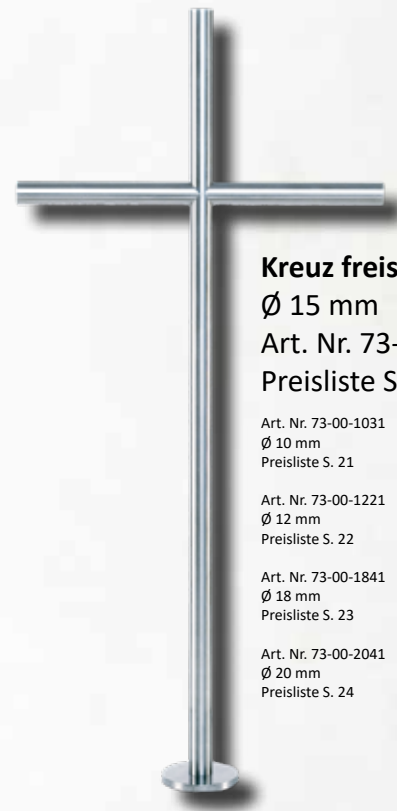 Kreuz freis
Ø 15 mm
Art. Nr. 73-
Preisliste S
Art. Nr. 73-00-1031
Ø 10 mm
Preisliste S. 21
Art. Nr. 73-00-1221
Ø 12 mm
Preisliste S. 22
Art. Nr. 73-00-1841
Ø 18 mm
Preisliste S. 23
Art. Nr. 73-00-2041
Ø 20 mm
Preisliste S. 24